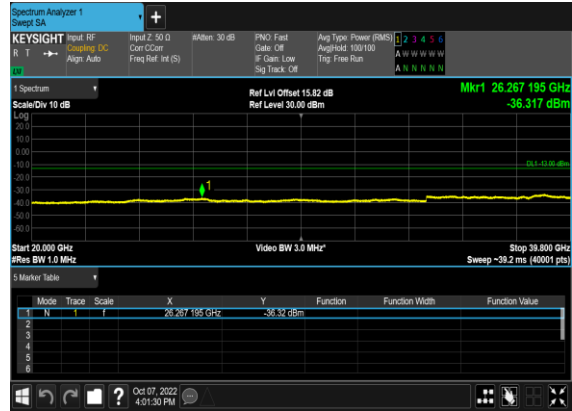 Spectrum Analyzer 1
Swept SA
+
KEYSIGHT Input: RF Input Z: 50 Ω #Atten: 30 dB PNO: Fast Avg Type: Power (RMS) 1 2 3 4 5 6
R T Coupling: DC Corr CCorr Gate: Off Avg|Hold: 100/100 A W W W W W
Align: Auto Freq Ref: Int (S) IF Gain: Low Trig: Free Run
Sig Track: Off A N N N N N
1 Spectrum Ref Lvl Offset 15.82 dB Mkr1 26.267 195 GHz
Scale/Div 10 dB Ref Level 30.00 dBm -36.317 dBm
Log
20.0
10.0
0.00
-10.0
DL1 -13.00 dBm
-20.0
-30.0
1
-40.0
-50.0
-60.0
Start 20.000 GHz Video BW 3.0 MHz* Stop 39.800 GHz
#Res BW 1.0 MHz Sweep ~39.2 ms (40001 pts)
5 Marker Table
Mode Trace Scale X Y Function Function Width Function Value
1 N 1 f 26.267 195 GHz -36.32 dBm
2
3
4
5
6
? Oct 07, 2022
4:01:30 PM